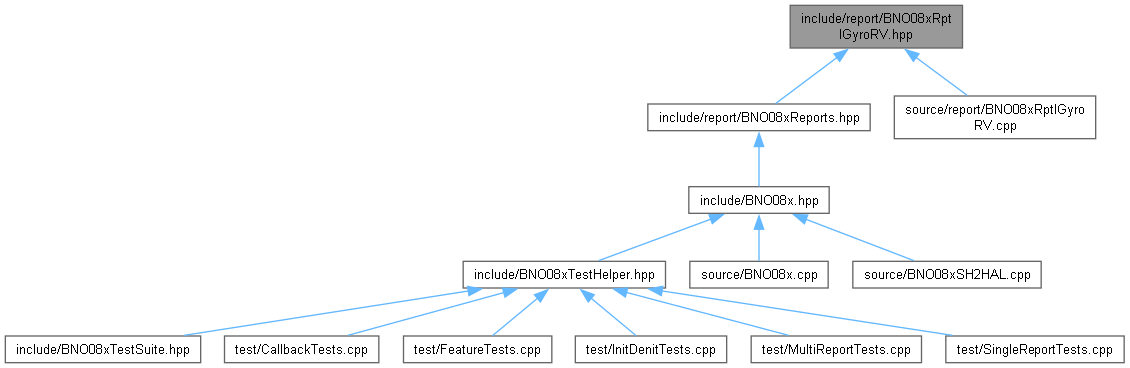 include/report/BNO08xRpt
IGyroRV.hpp
include/report/BNO08xReports.hpp
source/report/BNO08xRptIGyro
RV.cpp
include/BNO08x.hpp
include/BNO08xTestHelper.hpp
source/BNO08x.cpp
source/BNO08xSH2HAL.cpp
include/BNO08xTestSuite.hpp
test/CallbackTests.cpp
test/FeatureTests.cpp
test/InitDenitTests.cpp
test/MultiReportTests.cpp
test/SingleReportTests.cpp